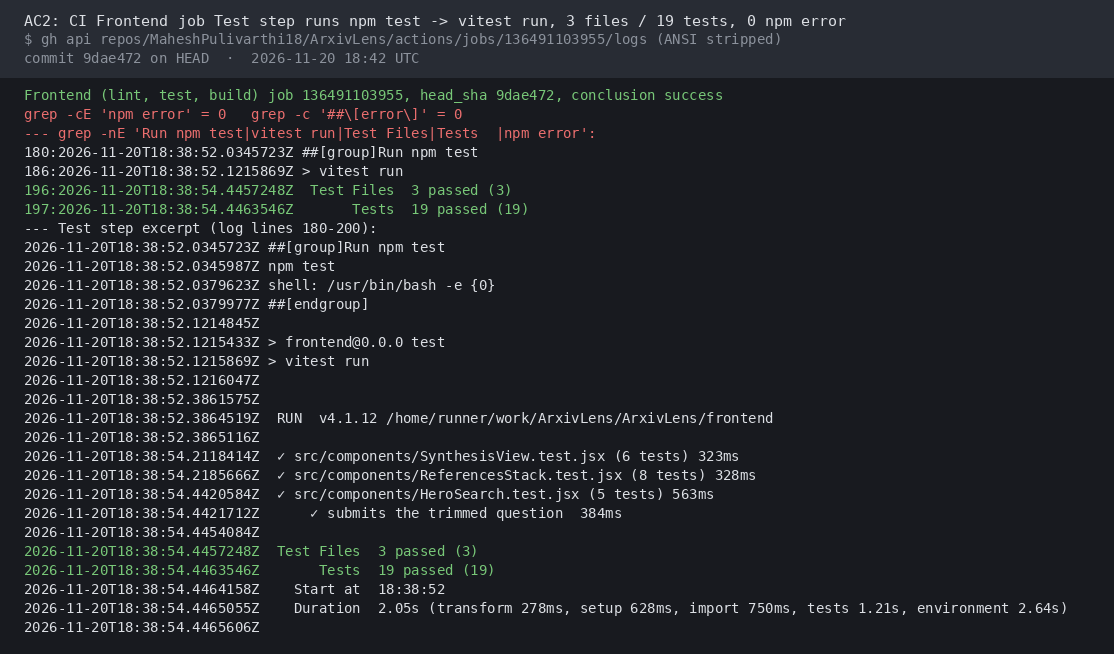 AC2: CI Frontend job Test step runs npm test -> vitest run, 3 files / 19 tests, 0 npm error
$ gh api repos/MaheshPulivarthi18/ArxivLens/actions/jobs/136491103955/logs (ANSI stripped)
commit 9dae472 on HEAD  ·  2026-11-20 18:42 UTC
Frontend (lint, test, build) job 136491103955, head_sha 9dae472, conclusion success
grep -cE 'npm error' = 0   grep -c '##\[error\]' = 0
--- grep -nE 'Run npm test|vitest run|Test Files|Tests  |npm error':
180:2026-11-20T18:38:52.0345723Z ##[group]Run npm test
186:2026-11-20T18:38:52.1215869Z > vitest run
196:2026-11-20T18:38:54.4457248Z  Test Files  3 passed (3)
197:2026-11-20T18:38:54.4463546Z       Tests  19 passed (19)
--- Test step excerpt (log lines 180-200):
2026-11-20T18:38:52.0345723Z ##[group]Run npm test
2026-11-20T18:38:52.0345987Z npm test
2026-11-20T18:38:52.0379623Z shell: /usr/bin/bash -e {0}
2026-11-20T18:38:52.0379977Z ##[endgroup]
2026-11-20T18:38:52.1214845Z
2026-11-20T18:38:52.1215433Z > frontend@0.0.0 test
2026-11-20T18:38:52.1215869Z > vitest run
2026-11-20T18:38:52.1216047Z
2026-11-20T18:38:52.3861575Z
2026-11-20T18:38:52.3864519Z  RUN  v4.1.12 /home/runner/work/ArxivLens/ArxivLens/frontend
2026-11-20T18:38:52.3865116Z
2026-11-20T18:38:54.2118414Z  ✓ src/components/SynthesisView.test.jsx (6 tests) 323ms
2026-11-20T18:38:54.2185666Z  ✓ src/components/ReferencesStack.test.jsx (8 tests) 328ms
2026-11-20T18:38:54.4420584Z  ✓ src/components/HeroSearch.test.jsx (5 tests) 563ms
2026-11-20T18:38:54.4421712Z      ✓ submits the trimmed question  384ms
2026-11-20T18:38:54.4454084Z
2026-11-20T18:38:54.4457248Z  Test Files  3 passed (3)
2026-11-20T18:38:54.4463546Z       Tests  19 passed (19)
2026-11-20T18:38:54.4464158Z    Start at  18:38:52
2026-11-20T18:38:54.4465055Z    Duration  2.05s (transform 278ms, setup 628ms, import 750ms, tests 1.21s, environment 2.64s)
2026-11-20T18:38:54.4465606Z